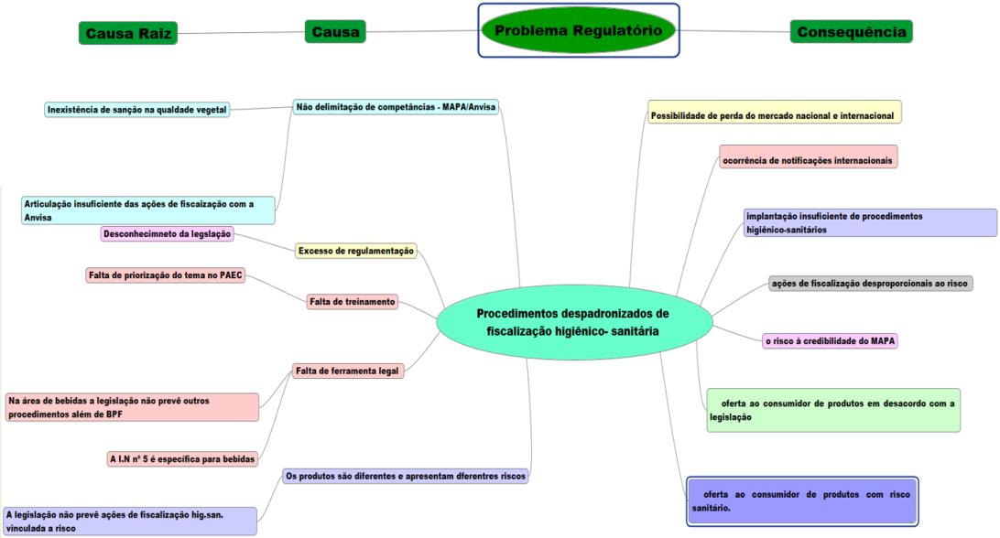 Causa Raiz
Causa
Problema Regulatório
Consequência
Inexistência de sanção na qualdade vegetal
Não delimitação de competâncias - MAPA/Anvisa
Articulação insuficiente das ações de fiscaização com a
Anvisa
Desconhecimneto da legslação
Excesso de regulamentação
Falta de priorização do tema no PAEC
Falta de treinamento
Falta de ferramenta legal
Na área de bebidas a legislação não prevê outros
procedimentos além de BPF
A I.N nº 5 é específica para bebidas
Os produtos são diferentes e apresentam dferentres riscos
A legislação não prevê ações de fiscalização hig.san.
vinculada a risco
Procedimentos despadronizados de
fiscalização higiênico- sanitária
Possibilidade de perda do mercado nacional e internacional
ocorrência de notificações internacionais
implantação insuficiente de procedimentos
higiênico-sanitários
ações de fiscalização desproporcionais ao risco
o risco à credibilidade do MAPA
oferta ao consumidor de produtos em desacordo com a
legislação
oferta ao consumidor de produtos com risco
sanitário.